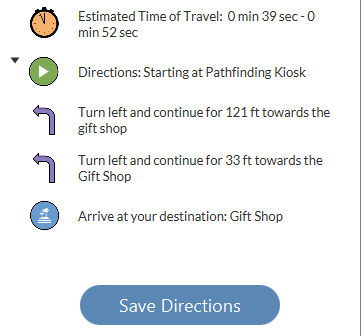 Estimated Time of Travel: 0 min 39 sec - 0
min 52 sec
Directions: Starting at Pathfinding Kiosk
Turn left and continue for 121 ft towards the
gift shop
Turn left and continue for 33 ft towards the
Gift Shop
Arrive at your destination: Gift Shop
Save Directions